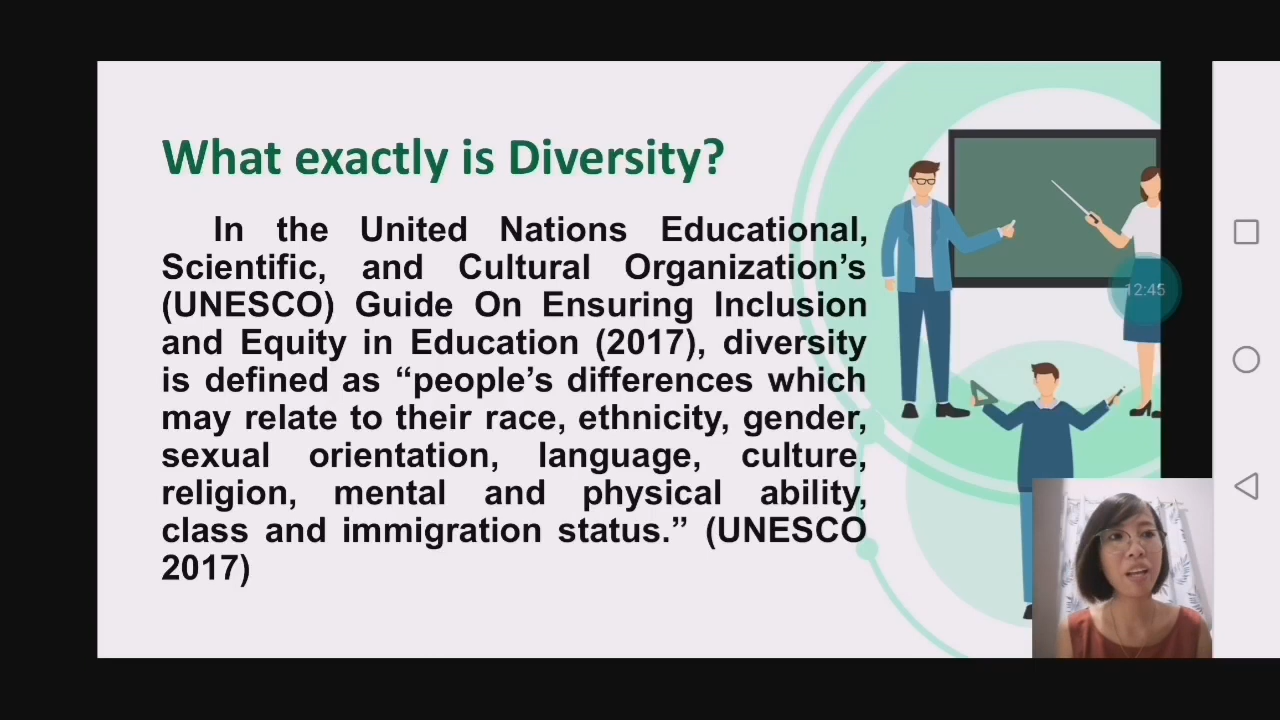 What exactly is Diversity?
In the United Nations Educational,
Scientific, and Cultural Organization’s
(UNESCO) Guide On Ensuring Inclusion
and Equity in Education (2017), diversity
is defined as “people’s differences which
may relate to their race, ethnicity, gender,
sexual orientation, language, culture,
religion, mental and physical ability,
class and immigration status.” (UNESCO
2017)
12:45